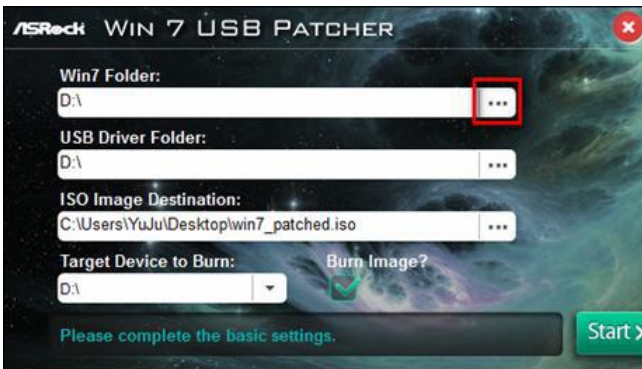 ASRock WIN 7 USB PATCHER
Win7 Folder:
D:\
USB Driver Folder:
D:\
ISO Image Destination:
C:\Users\YuJu\Desktop\win7_patched.iso
Target Device to Burn: Burn Image?
D:\
Please complete the basic settings.
Start